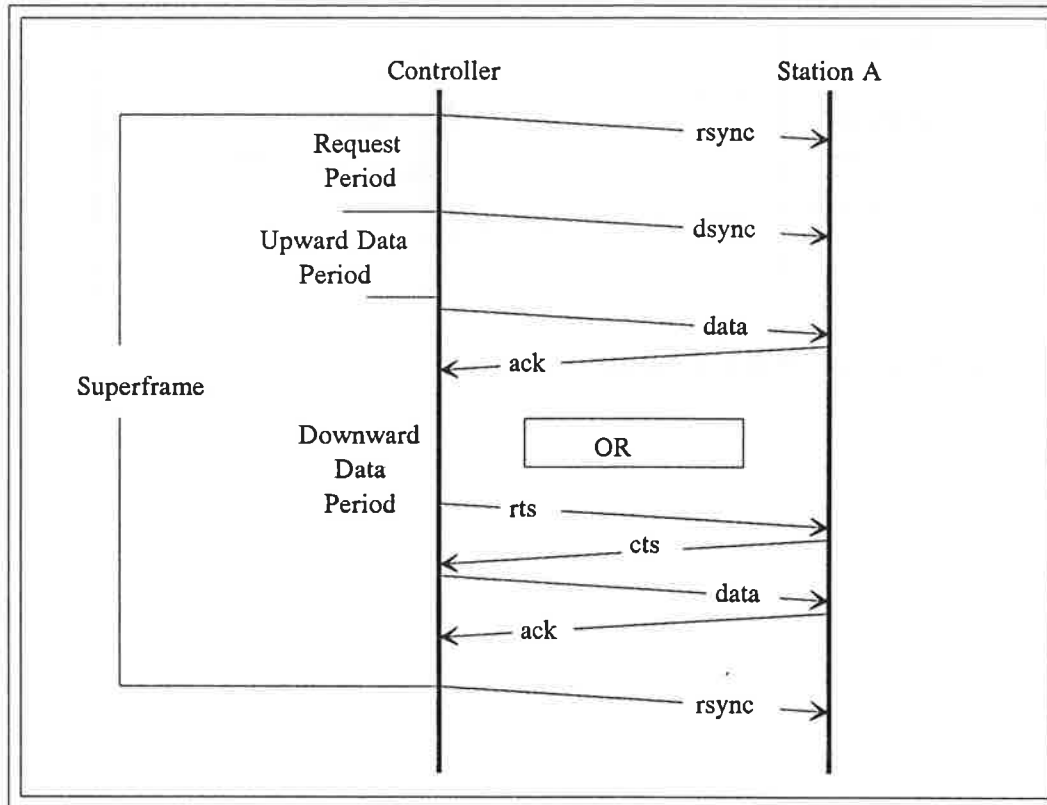 Controller
Station A
rsync
Request
Period
dsync
Upward Data
Period
data
ack
Superframe
Downward
Data
Period
OR
rts
cts
data
ack
rsync